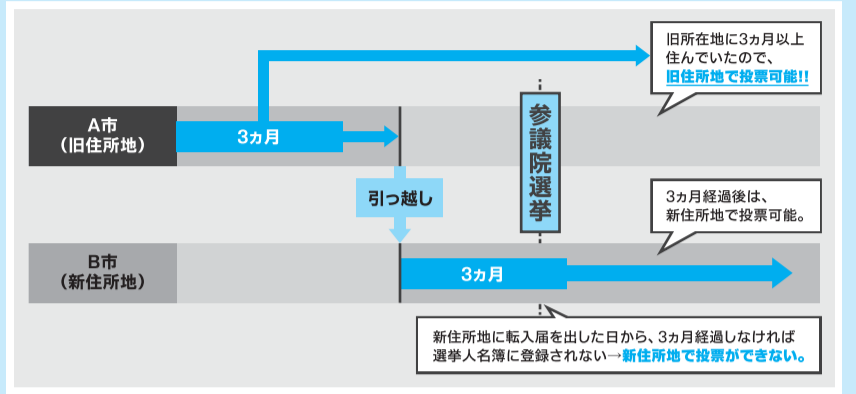 旧所在地に3ヵ月以上
住んでいたので、
旧住所地で投票可能!!
A市
（旧住所地）
3ヵ月
参議院選挙
引っ越し
3ヵ月経過後は、
新住所地で投票可能。
B市
（新住所地）
3ヵ月
新住所地に転入届を出した日から、3ヵ月経過しなければ
選挙人名簿に登録されない→新住所地で投票ができない。